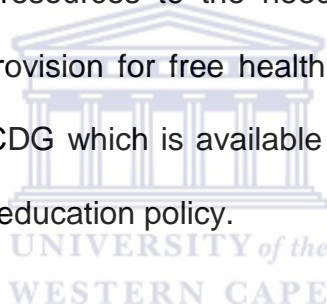 resources to the need
rovision for free health
CDG which is available
education policy.
UNIVERSITY of the
WESTERN CAPE